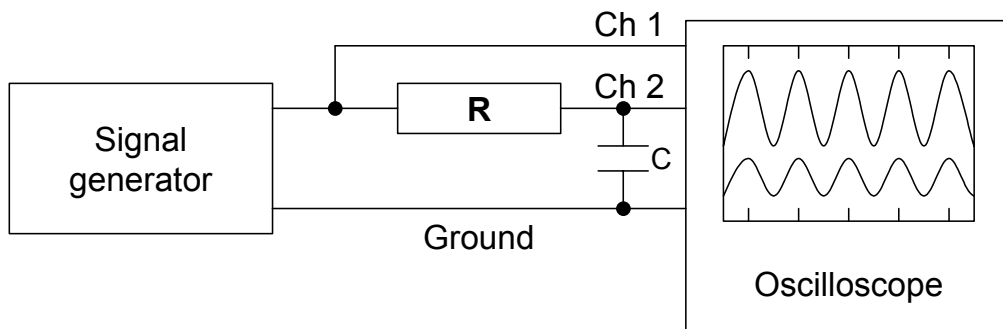 Ch 1
Ch 2
R
Signal
generator
C
Ground
Oscilloscope